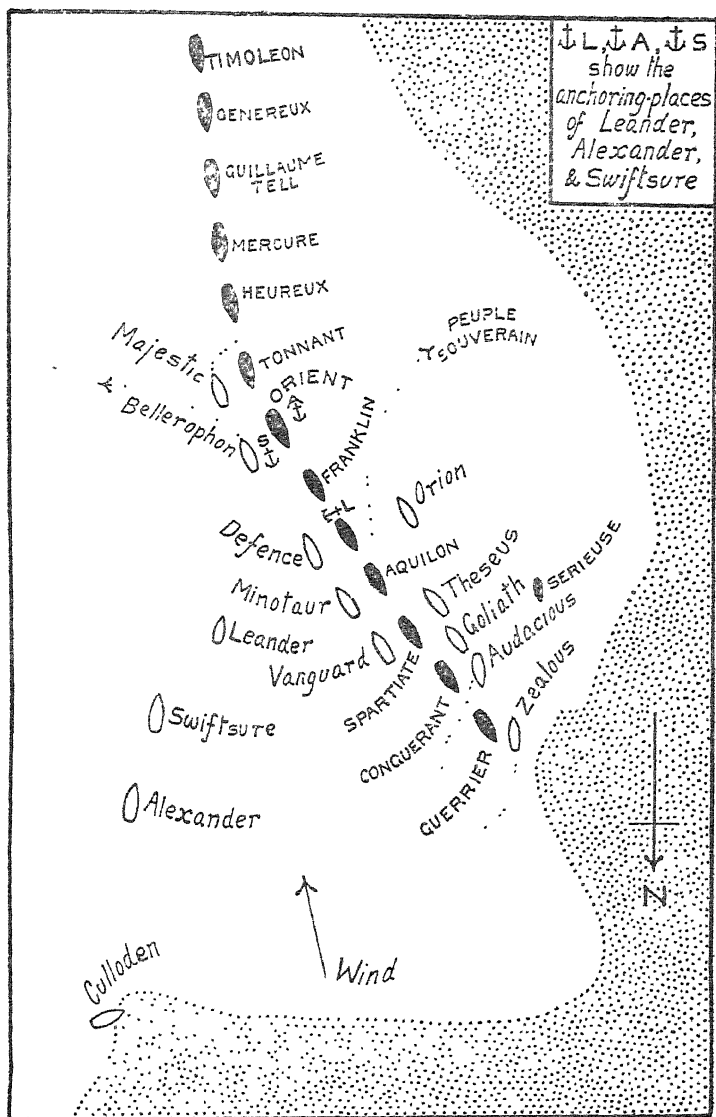 ⚓L, ⚓A, ⚓S
show the
anchoring-places
of Leander,
Alexander,
& Swiftsure
TIMOLEON
GENEREUX
GUILLAUME
TELL
MERCURE
HEUREUX
PEUPLE
SOUVERAIN
Majestic
TONNANT
ORIENT
A
Bellerophon
S
FRANKLIN
L
Orion
Defence
AQUILON
Theseus
SERIEUSE
Minotaur
Goliath
Leander
Audacious
Vanguard
Zealous
SPARTIATE
Swiftsure
CONQUERANT
GUERRIER
Alexander
N
Wind
Culloden